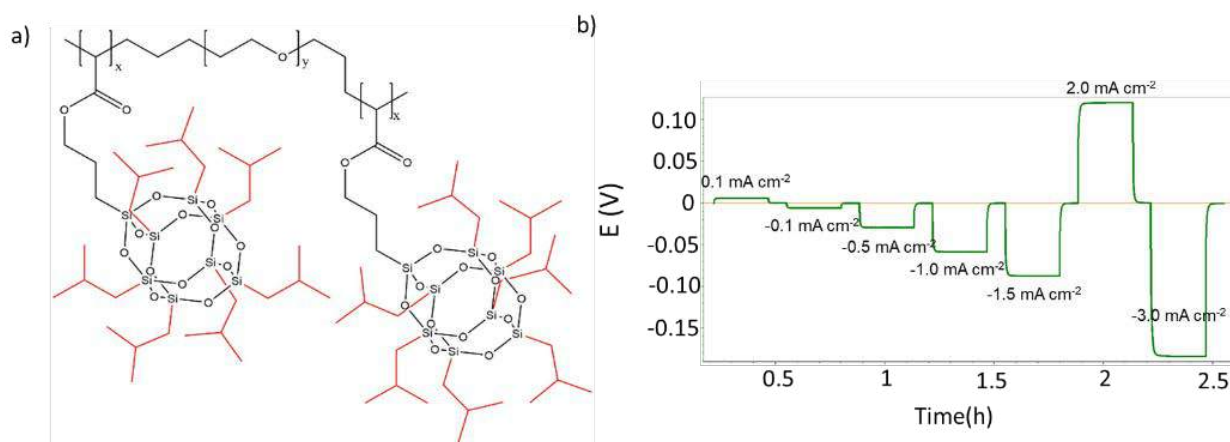 a)
b)
x
O
y
x
O
O
O
O
O Si O
Si O Si
Si O
O O
Si
Si O Si
O O Si O
O Si O
Si O Si
Si O
O Si
Si O Si
O O Si O
E (V)
0.10
0.05
0
-0.05
-0.10
-0.15
0.1 mA cm-2
-0.1 mA cm-2
-0.5 mA cm-2
-1.0 mA cm-2
-1.5 mA cm-2
2.0 mA cm-2
-3.0 mA cm-2
0.5 1 1.5 2 2.5
Time(h)